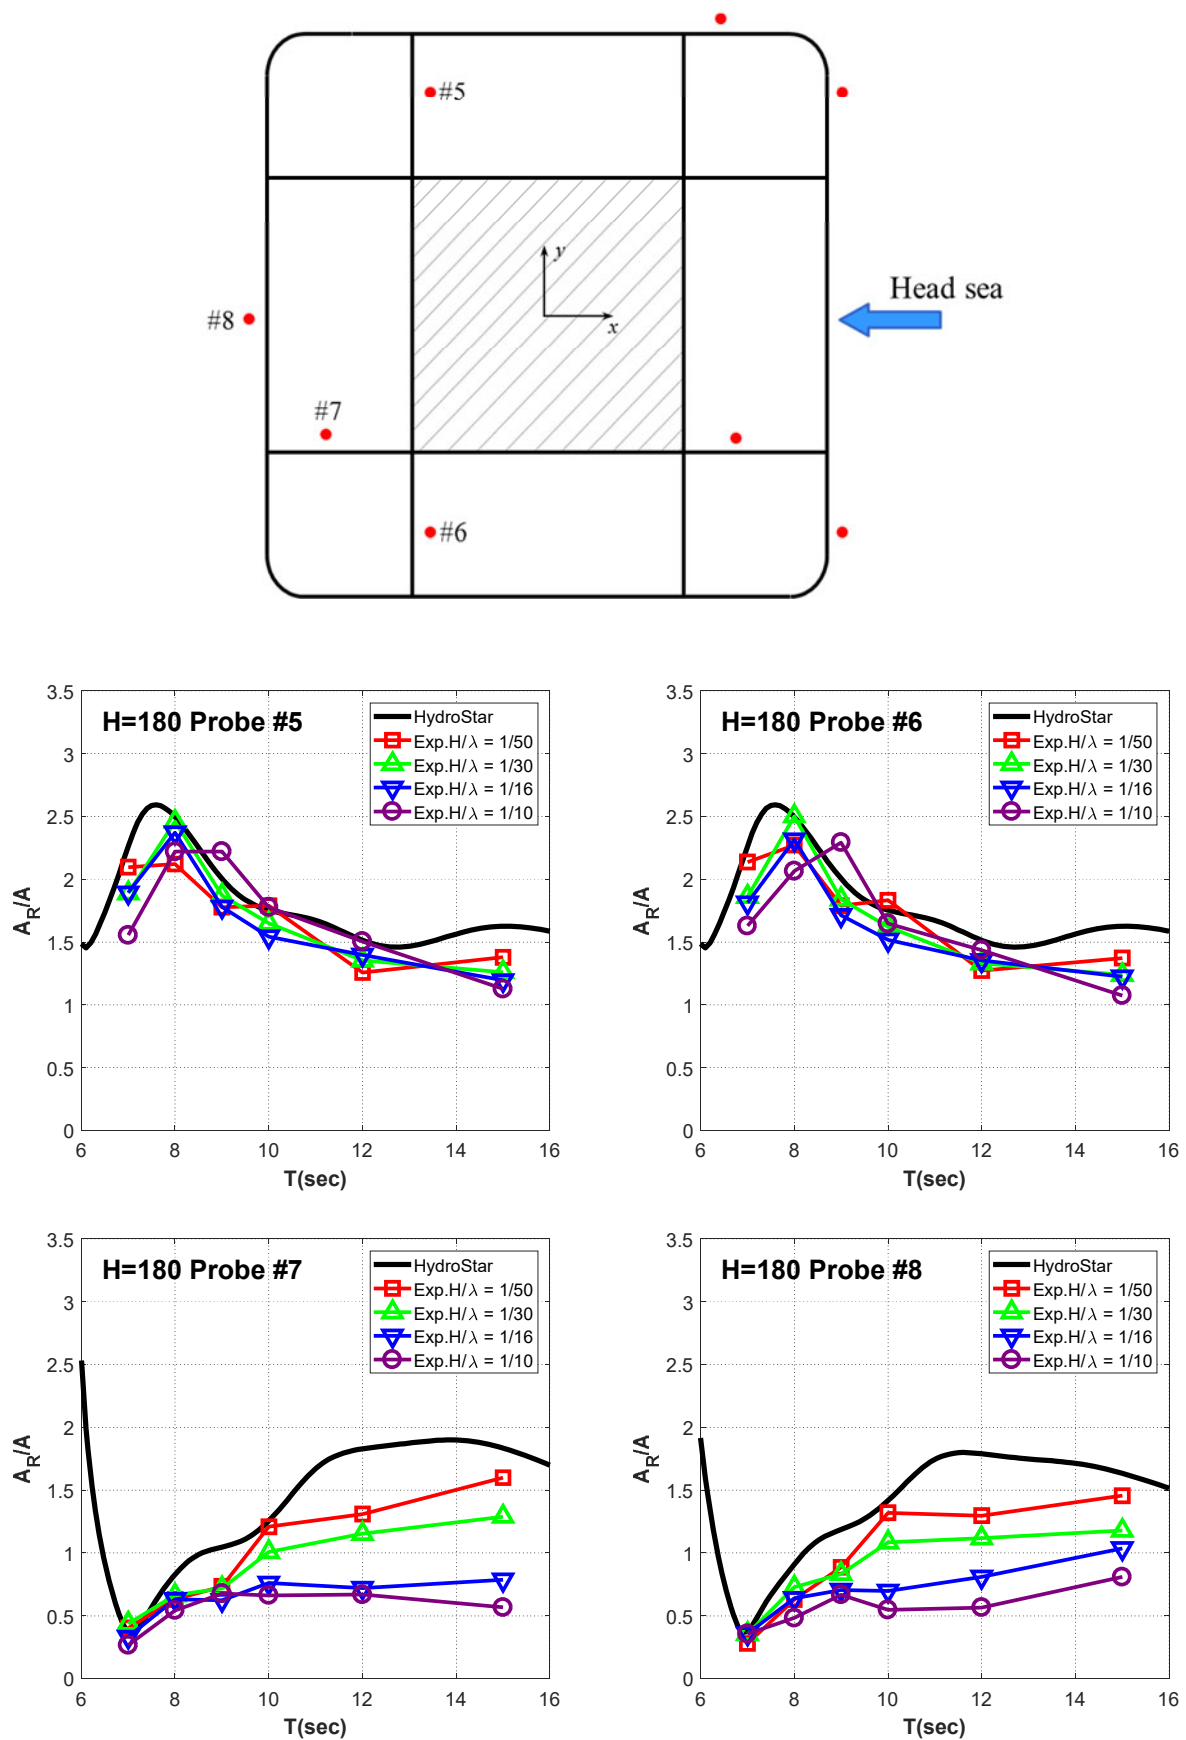 #5
y
x
Head sea
#8
#7
#6
H=180 Probe #5
HydroStar
Exp.H/λ = 1/50
Exp.H/λ = 1/30
Exp.H/λ = 1/16
Exp.H/λ = 1/10
3.5
3
2.5
2
1.5
1
0.5
0
A_R/A
6 8 10 12 14 16
T(sec)
H=180 Probe #6
HydroStar
Exp.H/λ = 1/50
Exp.H/λ = 1/30
Exp.H/λ = 1/16
Exp.H/λ = 1/10
3.5
3
2.5
2
1.5
1
0.5
0
A_R/A
6 8 10 12 14 16
T(sec)
H=180 Probe #7
HydroStar
Exp.H/λ = 1/50
Exp.H/λ = 1/30
Exp.H/λ = 1/16
Exp.H/λ = 1/10
3.5
3
2.5
2
1.5
1
0.5
0
A_R/A
6 8 10 12 14 16
T(sec)
H=180 Probe #8
HydroStar
Exp.H/λ = 1/50
Exp.H/λ = 1/30
Exp.H/λ = 1/16
Exp.H/λ = 1/10
3.5
3
2.5
2
1.5
1
0.5
0
A_R/A
6 8 10 12 14 16
T(sec)